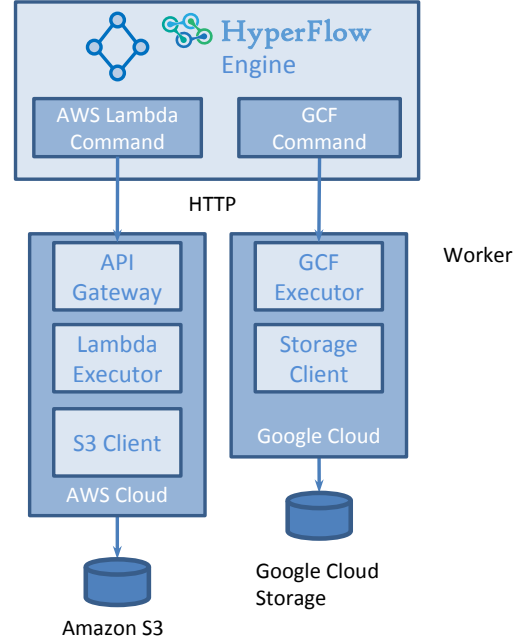 HyperFlow
Engine
AWS Lambda
Command
GCF
Command
HTTP
API
Gateway
Lambda
Executor
S3 Client
AWS Cloud
GCF
Executor
Storage
Client
Google Cloud
Worker
Amazon S3
Google Cloud
Storage